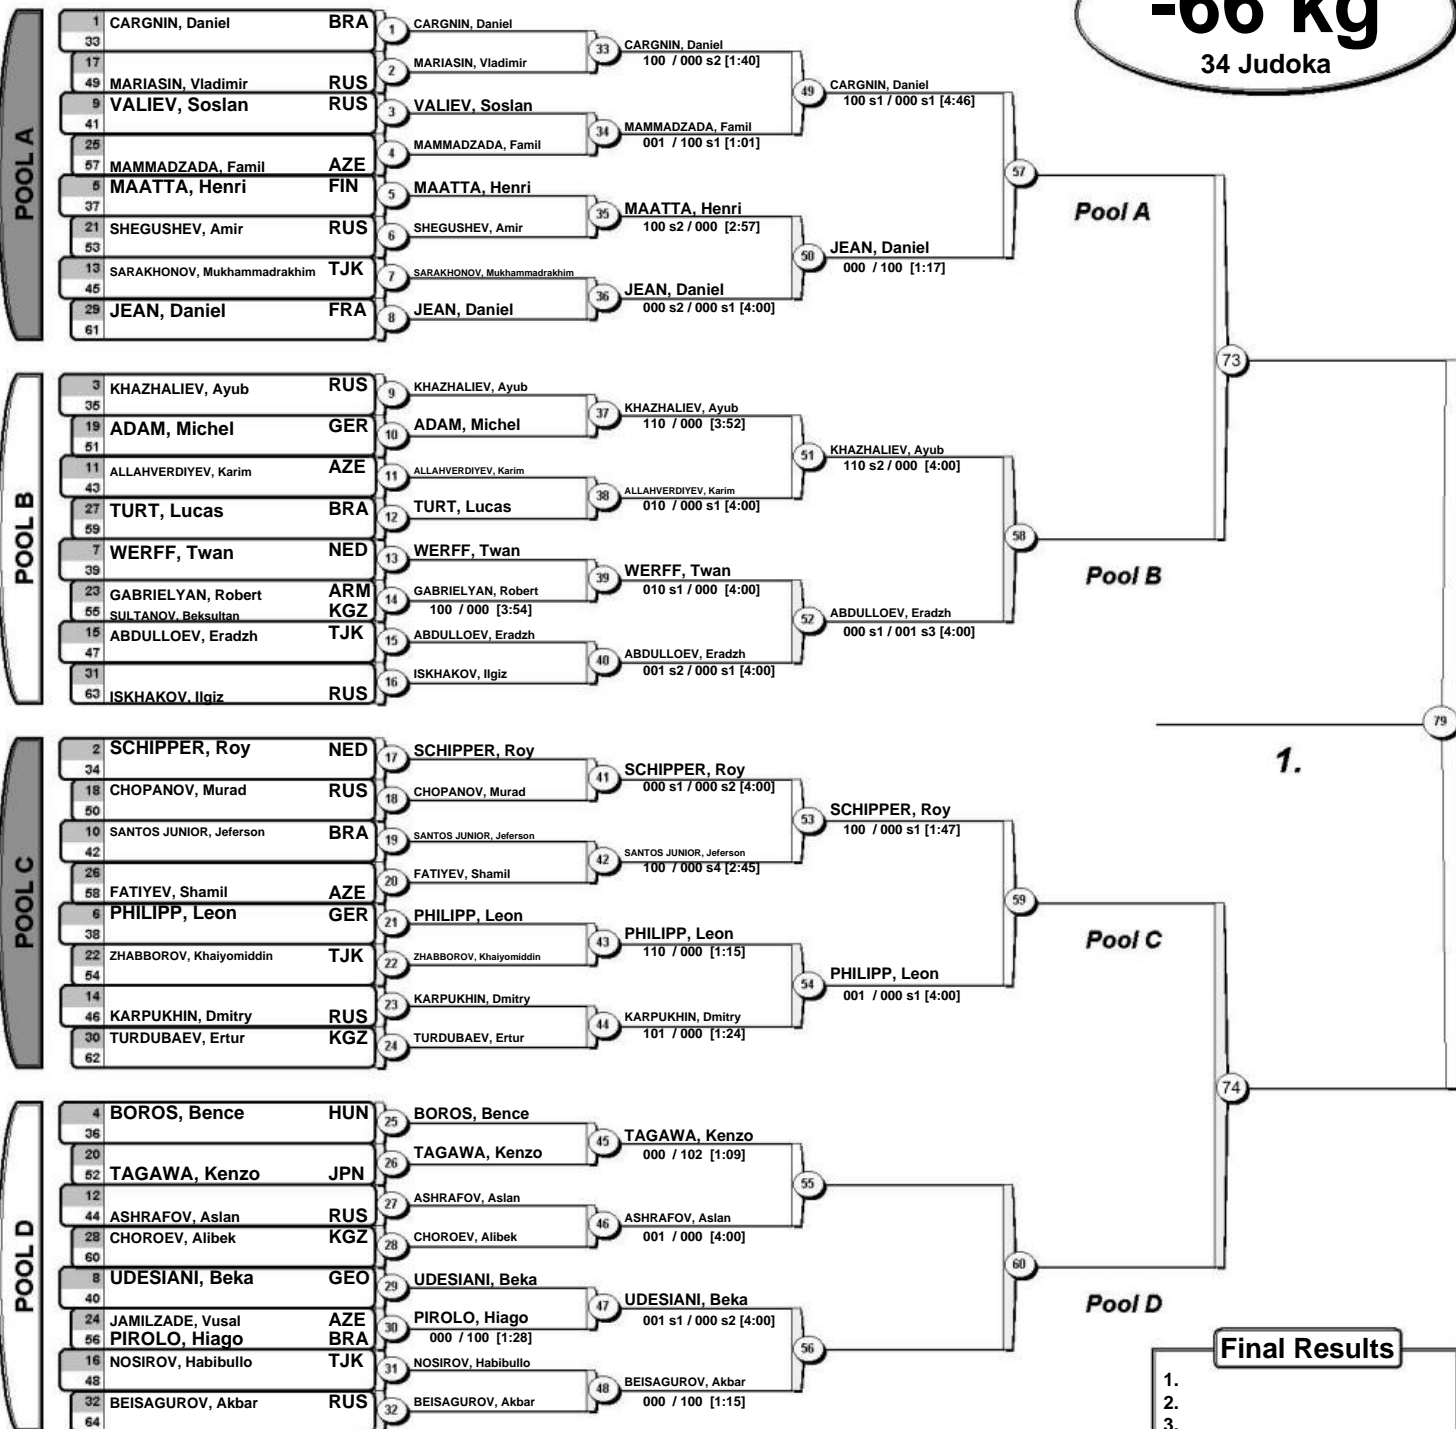 -66 kg
34 Judoka
POOL A
1 CARGNIN, Daniel BRA
33
17
49 MARIASIN, Vladimir RUS
9 VALIEV, Soslan RUS
41
25
57 MAMMADZADA, Famil AZE
5 MAATTA, Henri FIN
37
21 SHEGUSHEV, Amir RUS
53
13 SARAKHONOV, Mukhammadrakhim TJK
45
29 JEAN, Daniel FRA
61
1 CARGNIN, Daniel
2 MARIASIN, Vladimir
3 VALIEV, Soslan
4 MAMMADZADA, Famil
5 MAATTA, Henri
6 SHEGUSHEV, Amir
7 SARAKHONOV, Mukhammadrakhim
8 JEAN, Daniel
33 CARGNIN, Daniel
100 / 000 s2 [1:40]
34 MAMMADZADA, Famil
001 / 100 s1 [1:01]
35 MAATTA, Henri
100 s2 / 000 [2:57]
36 JEAN, Daniel
000 s2 / 000 s1 [4:00]
49 CARGNIN, Daniel
100 s1 / 000 s1 [4:46]
50 JEAN, Daniel
000 / 100 [1:17]
57
Pool A
POOL B
3 KHAZHALIEV, Ayub RUS
35
19 ADAM, Michel GER
51
11 ALLAHVERDIYEV, Karim AZE
43
27 TURT, Lucas BRA
59
7 WERFF, Twan NED
39
23 GABRIELYAN, Robert ARM
55 SULTANOV, Beksultan KGZ
15 ABDULLOEV, Eradzh TJK
47
31
63 ISKHAKOV, Ilgiz RUS
9 KHAZHALIEV, Ayub
10 ADAM, Michel
11 ALLAHVERDIYEV, Karim
12 TURT, Lucas
13 WERFF, Twan
14 GABRIELYAN, Robert
100 / 000 [3:54]
15 ABDULLOEV, Eradzh
16 ISKHAKOV, Ilgiz
37 KHAZHALIEV, Ayub
110 / 000 [3:52]
38 ALLAHVERDIYEV, Karim
010 / 000 s1 [4:00]
39 WERFF, Twan
010 s1 / 000 [4:00]
40 ABDULLOEV, Eradzh
001 s2 / 000 s1 [4:00]
51 KHAZHALIEV, Ayub
110 s2 / 000 [4:00]
52 ABDULLOEV, Eradzh
000 s1 / 001 s3 [4:00]
58
Pool B
73
79
1.
POOL C
2 SCHIPPER, Roy NED
34
18 CHOPANOV, Murad RUS
50
10 SANTOS JUNIOR, Jeferson BRA
42
26
58 FATIYEV, Shamil AZE
6 PHILIPP, Leon GER
38
22 ZHABBOROV, Khaiyomiddin TJK
54
14
46 KARPUKHIN, Dmitry RUS
30 TURDUBAEV, Ertur KGZ
62
17 SCHIPPER, Roy
18 CHOPANOV, Murad
19 SANTOS JUNIOR, Jeferson
20 FATIYEV, Shamil
21 PHILIPP, Leon
22 ZHABBOROV, Khaiyomiddin
23 KARPUKHIN, Dmitry
24 TURDUBAEV, Ertur
41 SCHIPPER, Roy
000 s1 / 000 s2 [4:00]
42 SANTOS JUNIOR, Jeferson
100 / 000 s4 [2:45]
43 PHILIPP, Leon
110 / 000 [1:15]
44 KARPUKHIN, Dmitry
101 / 000 [1:24]
53 SCHIPPER, Roy
100 / 000 s1 [1:47]
54 PHILIPP, Leon
001 / 000 s1 [4:00]
59
Pool C
74
POOL D
4 BOROS, Bence HUN
36
20
52 TAGAWA, Kenzo JPN
12
44 ASHRAFOV, Aslan RUS
28 CHOROEV, Alibek KGZ
60
8 UDESIANI, Beka GEO
40
24 JAMILZADE, Vusal AZE
56 PIROLO, Hiago BRA
16 NOSIROV, Habibullo TJK
48
32 BEISAGUROV, Akbar RUS
64
25 BOROS, Bence
26 TAGAWA, Kenzo
27 ASHRAFOV, Aslan
28 CHOROEV, Alibek
29 UDESIANI, Beka
30 PIROLO, Hiago
000 / 100 [1:28]
31 NOSIROV, Habibullo
32 BEISAGUROV, Akbar
45 TAGAWA, Kenzo
000 / 102 [1:09]
46 ASHRAFOV, Aslan
001 / 000 [4:00]
47 UDESIANI, Beka
001 s1 / 000 s2 [4:00]
48 BEISAGUROV, Akbar
000 / 100 [1:15]
55
56
60
Pool D
Final Results
1.
2.
3.